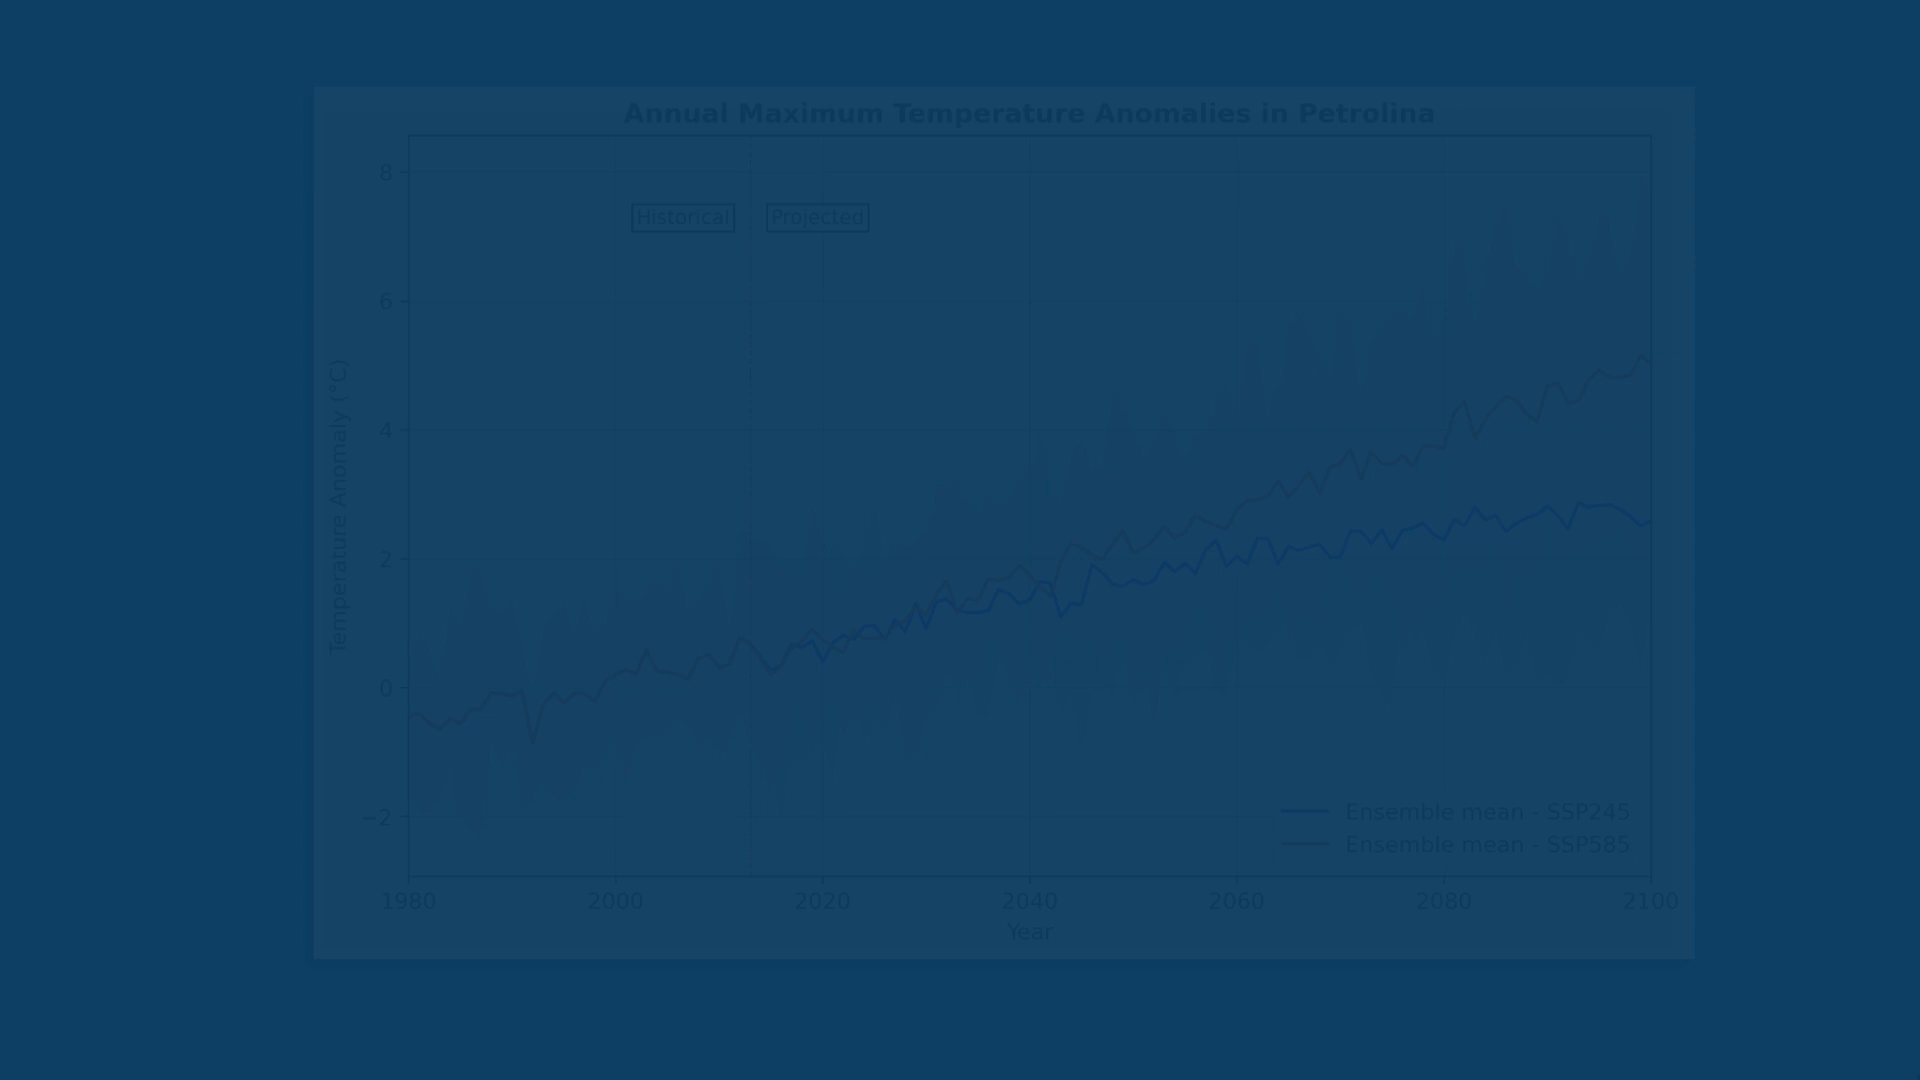 Annual Maximum Temperature Anomalies in Petrolina
8
Historical
Projected
6
4
2
0
−2
Temperature Anomaly (°C)
Ensemble mean - SSP245
Ensemble mean - SSP585
1980 2000 2020 2040 2060 2080 2100
Year